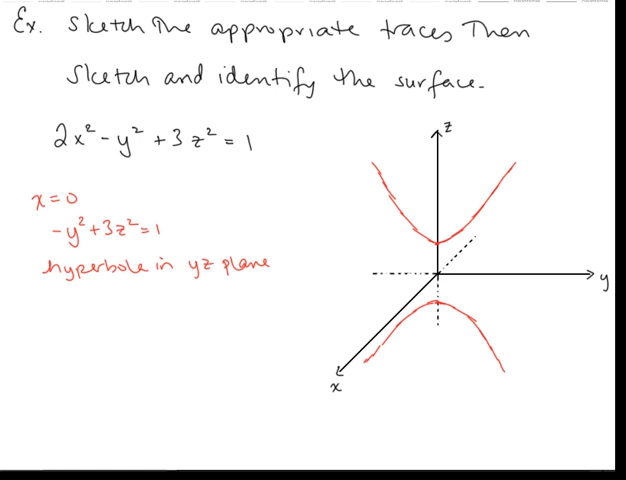 Ex. Sketch the appropriate traces Then
Sketch and identify the surface.
2x² - y² + 3z² = 1
x = 0
-y² + 3z² = 1
hyperbole in yz plane
z
y
x